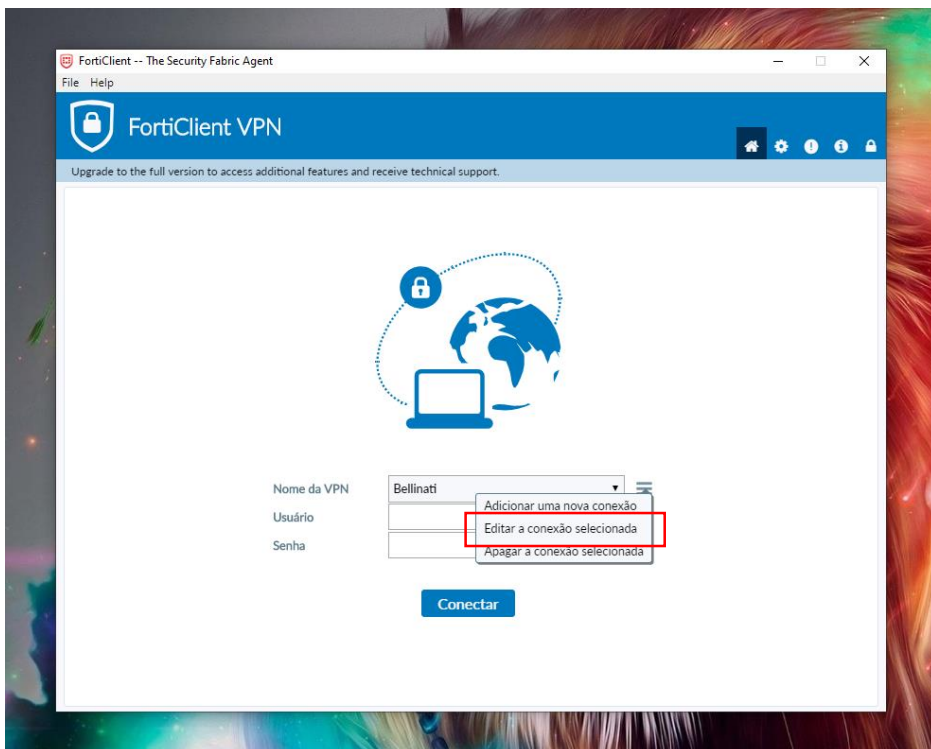 FortiClient -- The Security Fabric Agent
File Help
FortiClient VPN
Upgrade to the full version to access additional features and receive technical support.
Nome da VPN Bellinati
Adicionar uma nova conexão
Usuário
Editar a conexão selecionada
Senha
Apagar a conexão selecionada
Conectar